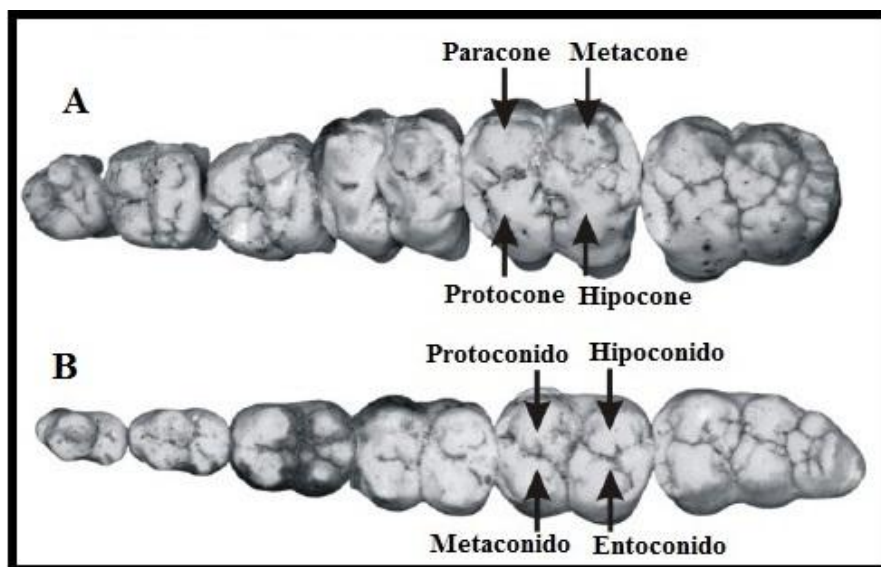 Paracone Metacone
A
Protocone Hipocone
Protoconido Hipoconido
B
Metaconido Entoconido